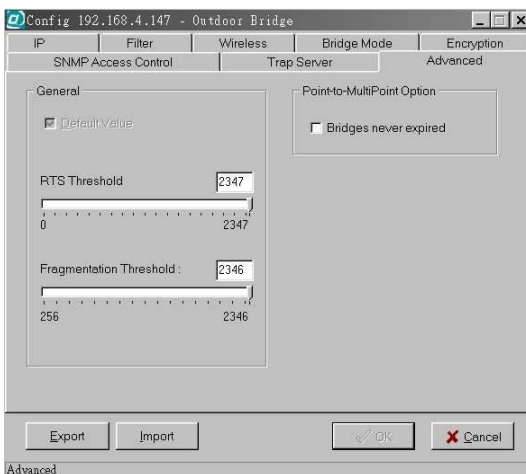 Config 192.168.4.147 - Outdoor Bridge
IP Filter Wireless Bridge Mode Encryption
SNMP Access Control Trap Server Advanced
General
Default Value
RTS Threshold 2347
0 2347
Fragmentation Threshold : 2346
256 2346
Point-to-MultiPoint Option
Bridges never expired
Export Import OK Cancel
Advanced